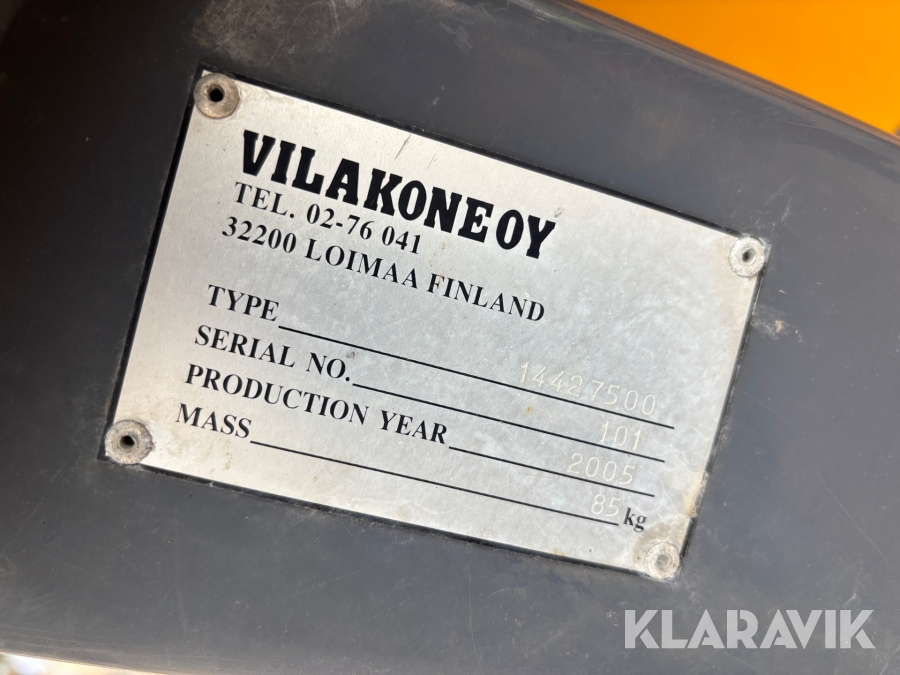 VILAKONE OY
TEL. 02-76 041
32200 LOIMAA FINLAND
TYPE 14427500
SERIAL NO. 101
PRODUCTION YEAR 2005
MASS 85 kg
KLARAVIK